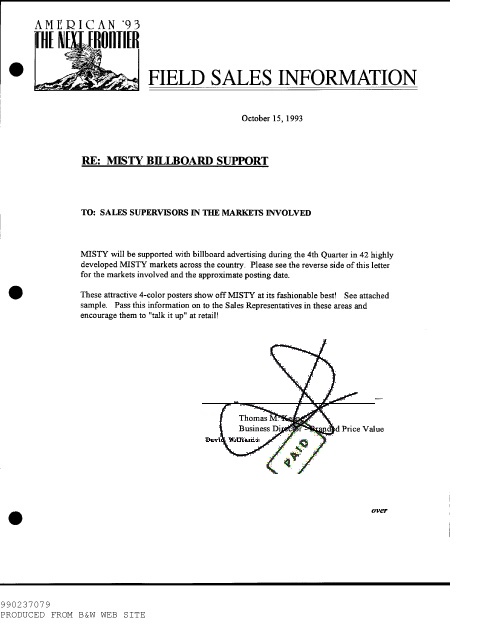 AMERICAN '93
THE NEXT FRONTIER
FIELD SALES INFORMATION
October 15, 1993
RE: MISTY BILLBOARD SUPPORT
TO: SALES SUPERVISORS IN THE MARKETS INVOLVED
MISTY will be supported with billboard advertising during the 4th Quarter in 42 highly
developed MISTY markets across the country. Please see the reverse side of this letter
for the markets involved and the approximate posting date.
These attractive 4-color posters show off MISTY at its fashionable best! See attached
sample. Pass this information on to the Sales Representatives in these areas and
encourage them to "talk it up" at retail!
Thomas M.
Business Director - Branded Price Value
David Williams
PAID
over
990237079
PRODUCED FROM B&W WEB SITE